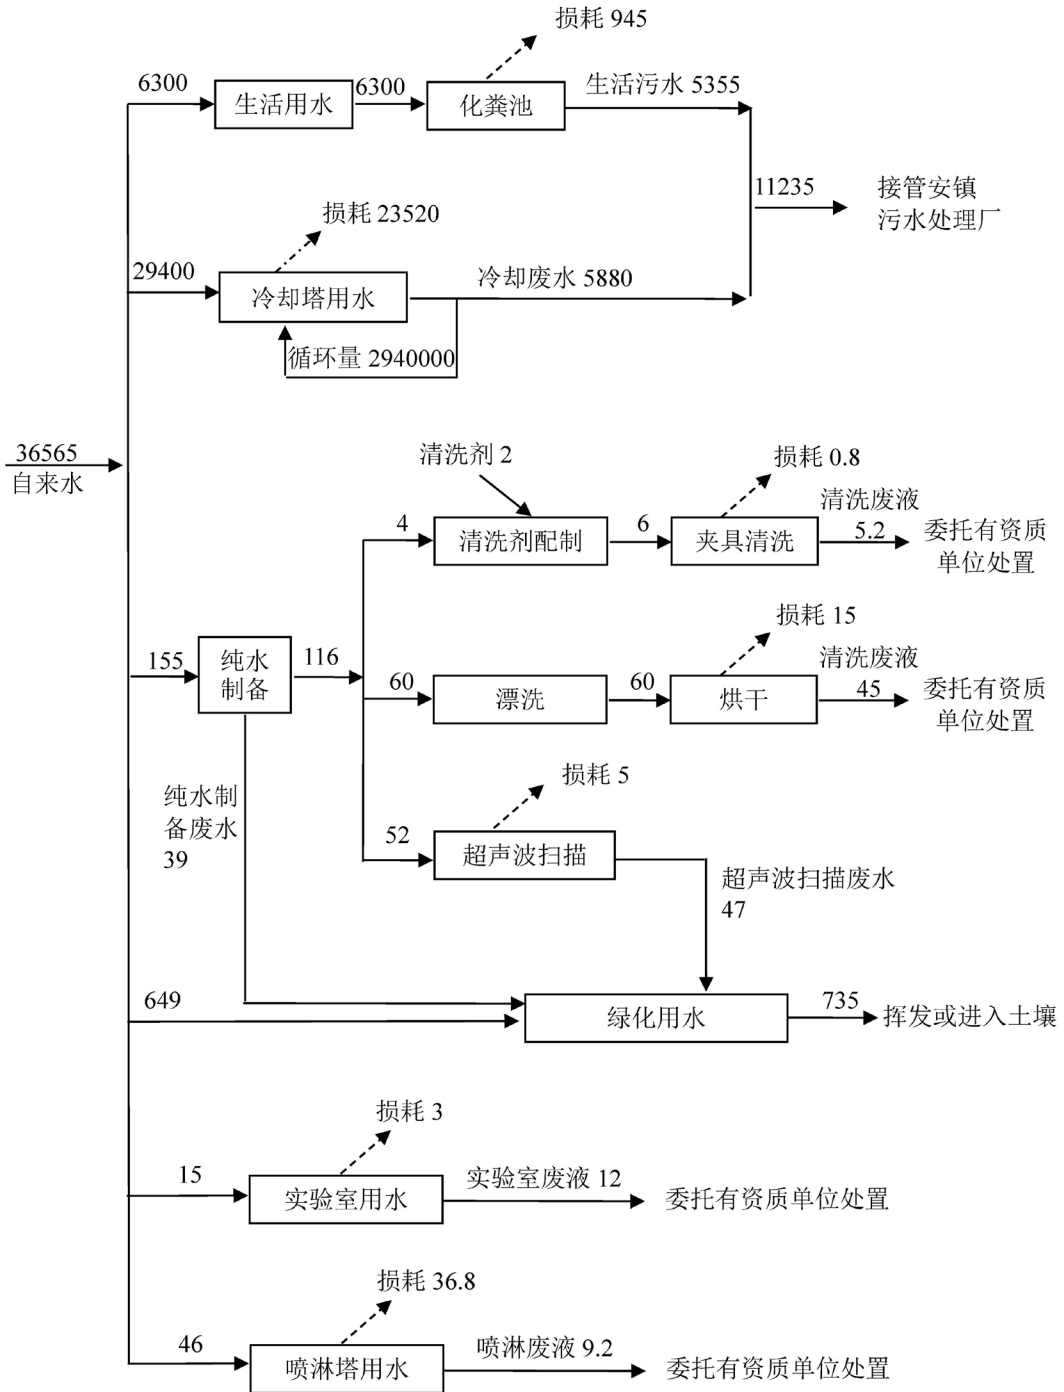 损耗 945
6300
生活用水
6300
化粪池
生活污水 5355
11235
接管安镇
污水处理厂
损耗 23520
29400
冷却塔用水
冷却废水 5880
循环量 2940000
36565
自来水
清洗剂 2
4
清洗剂配制
6
损耗 0.8
夹具清洗
清洗废液
5.2
委托有资质
单位处置
155
纯水
制备
116
60
漂洗
60
损耗 15
烘干
清洗废液
45
委托有资质
单位处置
纯水制
备废水
39
52
损耗 5
超声波扫描
超声波扫描废水
47
649
绿化用水
735
挥发或进入土壤
损耗 3
15
实验室用水
实验室废液 12
委托有资质单位处置
损耗 36.8
46
喷淋塔用水
喷淋废液 9.2
委托有资质单位处置